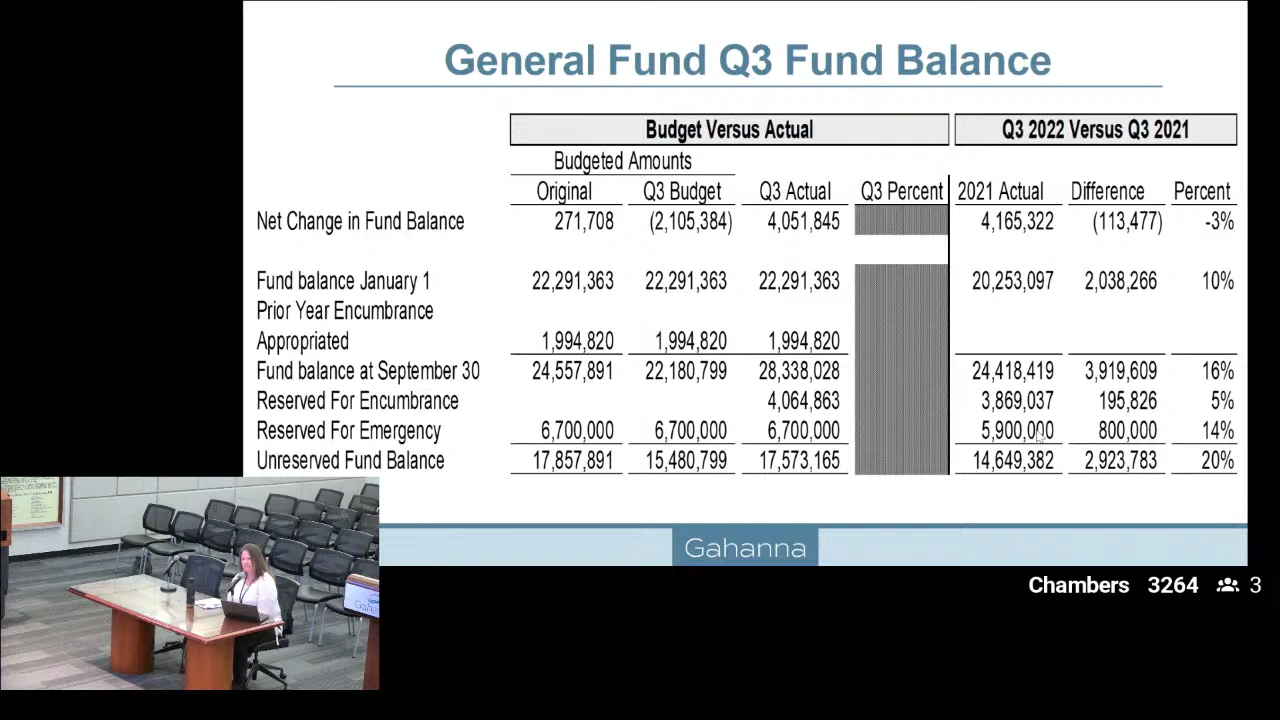 General Fund Q3 Fund Balance
Budget Versus Actual Q3 2022 Versus Q3 2021
Budgeted Amounts
Original Q3 Budget Q3 Actual Q3 Percent 2021 Actual Difference Percent
Net Change in Fund Balance 271,708 (2,105,384) 4,051,845 4,165,322 (113,477) -3%
Fund balance January 1 22,291,363 22,291,363 22,291,363 20,253,097 2,038,266 10%
Prior Year Encumbrance
Appropriated 1,994,820 1,994,820 1,994,820
Fund balance at September 30 24,557,891 22,180,799 28,338,028 24,418,419 3,919,609 16%
Reserved For Encumbrance 4,064,863 3,869,037 195,826 5%
Reserved For Emergency 6,700,000 6,700,000 6,700,000 5,900,000 800,000 14%
Unreserved Fund Balance 17,857,891 15,480,799 17,573,165 14,649,382 2,923,783 20%
Gahanna
Chambers 3264 3